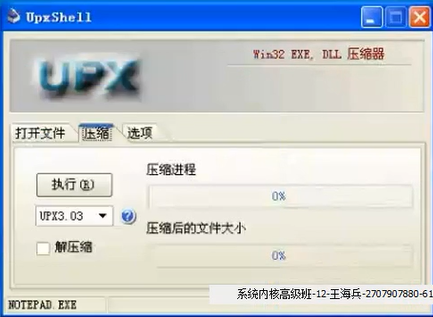 UpxShell
UPX
Win32 EXE, DLL 压缩器
打开文件 压缩 选项
压缩进程
执行(R)
0%
UPX3.03
压缩后的文件大小
解压缩
0%
系统内核高级班-12-王海兵-2707907880-61
NOTEPAD.EXE